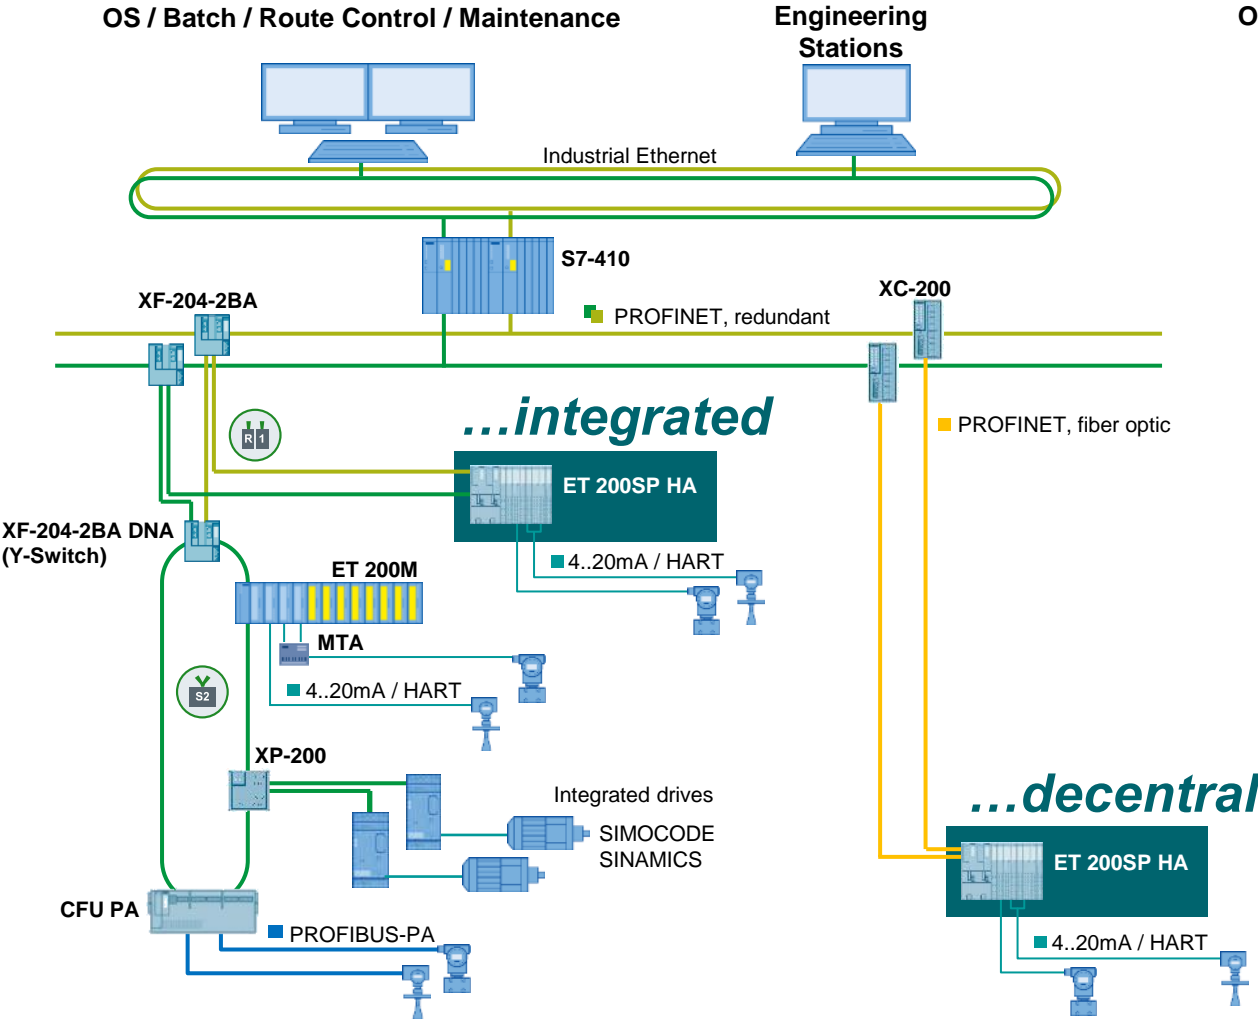 OS / Batch / Route Control / Maintenance
Engineering
Stations
O
Industrial Ethernet
S7-410
XF-204-2BA
XC-200
PROFINET, redundant
...integrated
PROFINET, fiber optic
R 1
ET 200SP HA
XF-204-2BA DNA
(Y-Switch)
4..20mA / HART
ET 200M
MTA
S2
4..20mA / HART
XP-200
Integrated drives
SIMOCODE
SINAMICS
...decentral
ET 200SP HA
CFU PA
PROFIBUS-PA
4..20mA / HART